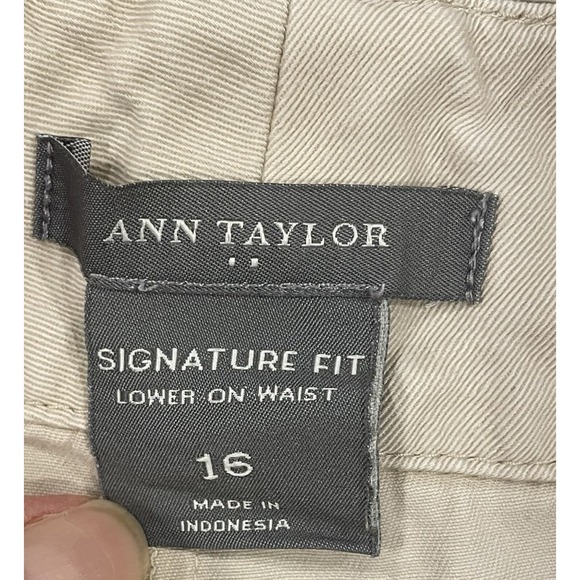 ANN TAYLOR
SIGNATURE FIT
LOWER ON WAIST
16
MADE IN
INDONESIA